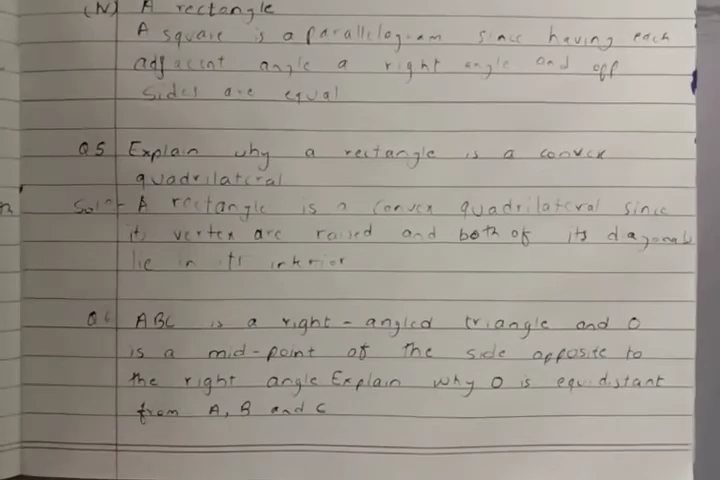 (iv) A rectangle
A square is a parallelogram since having each
adjacent angle a right angle and opp
sides are equal
Q5 Explain why a rectangle is a convex
quadrilateral
Soln- A rectangle is a convex quadrilateral since
its vertex are raised and both of its diagonals
lie in its interior
Q6 ABC is a right-angled triangle and O
is a mid-point of the side opposite to
the right angle Explain why O is equidistant
from A, B and C